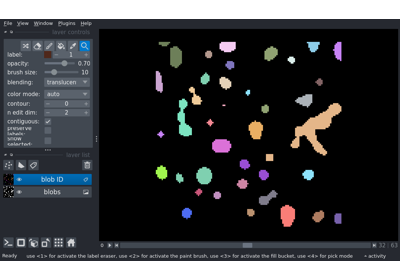 File View Window Plugins Help
layer controls
label: 1
opacity: 0.70
brush size: 10
blending: translucen
color mode: auto
contour: 0
n edit dim: 2
contiguous:
preserve labels:
show selected:
layer list
blob ID
blobs
0 32 63
Ready use <1> for activate the label eraser, use <2> for activate the paint brush, use <3> for activate the fill bucket, use <4> for pick mode activity